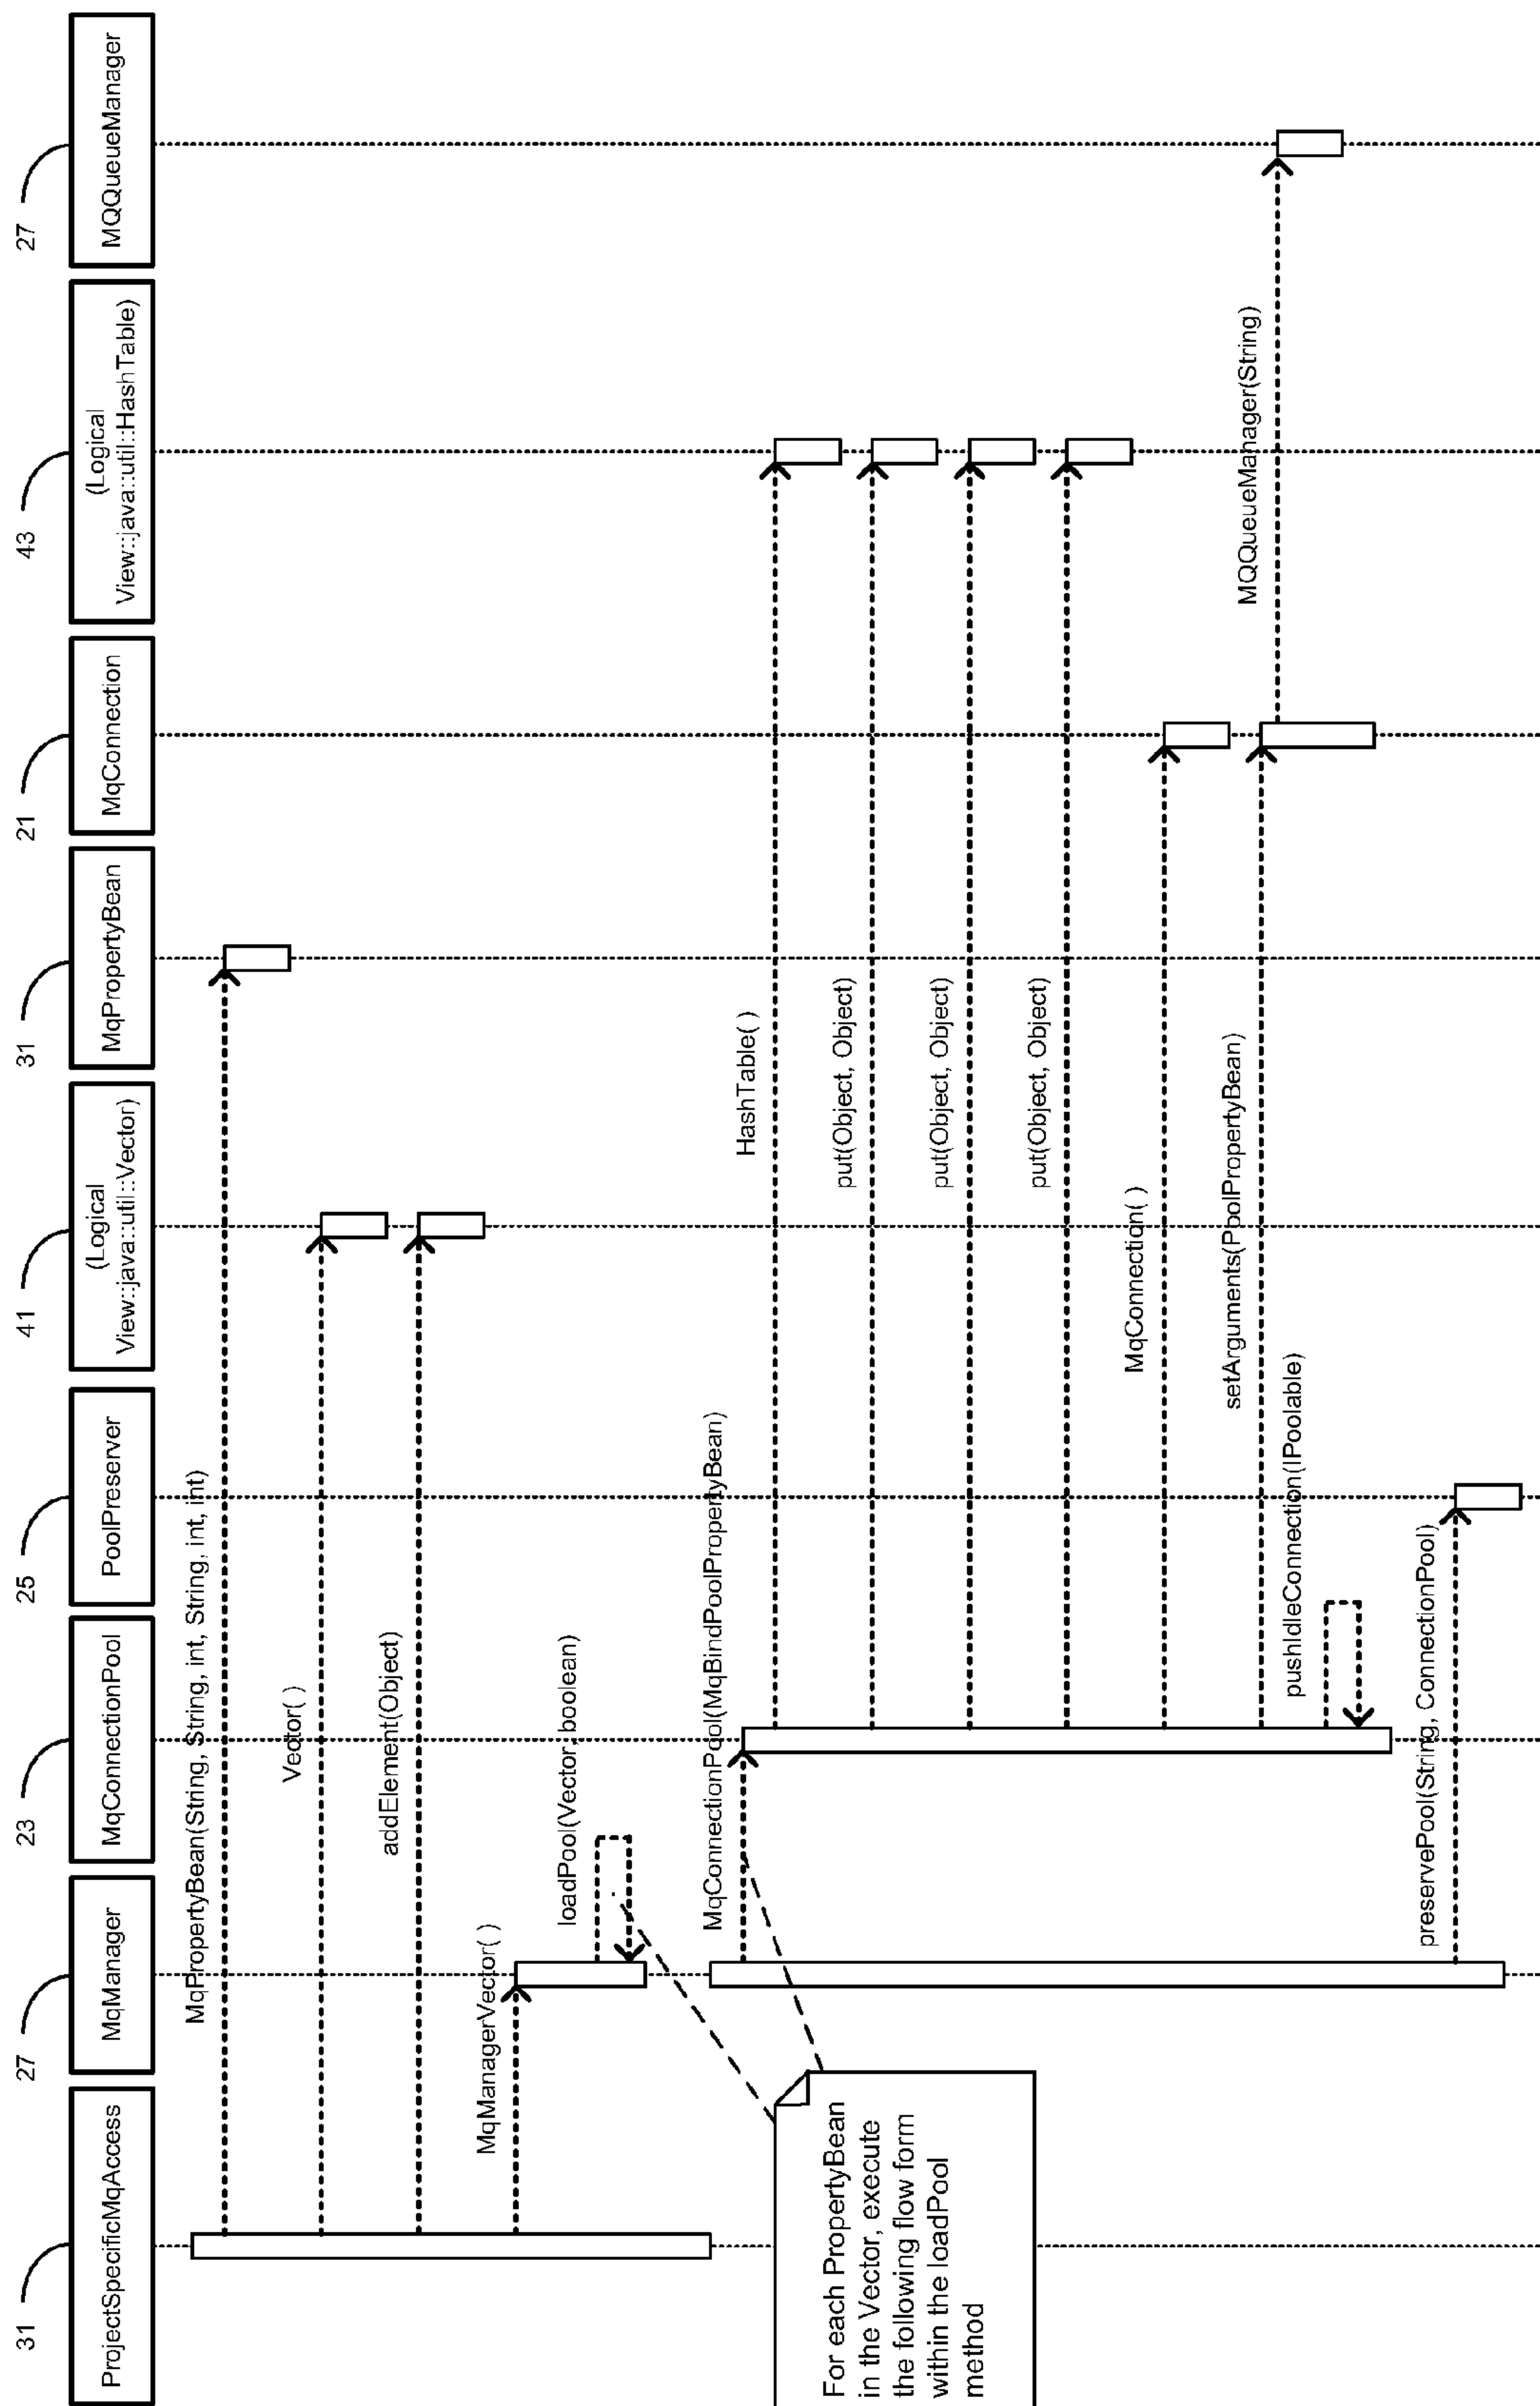 31
27
23
25
41
31
21
43
27
ProjectSpecificMqAccess
MqManager
MqConnectionPool
PoolPreserver
(Logical
View::java::util::Vector)
MqPropertyBean
MqConnection
(Logical
View::java::util::HashTable)
MQQueueManager
MqPropertyBean(String, String, int, String, int, int)
Vector( )
addElement(Object)
MqManagerVector( )
loadPool(Vector, boolean)
MqConnectionPool(MqBindPoolPropertyBean)
HashTable( )
For each PropertyBean
in the Vector, execute
the following flow form
within the loadPool
method
put(Object, Object)
put(Object, Object)
put(Object, Object)
MqConnection( )
setArguments(PoolPropertyBean)
MQQueueManager(String)
pushIdleConnection(IPoolable)
preservePool(String, ConnectionPool)